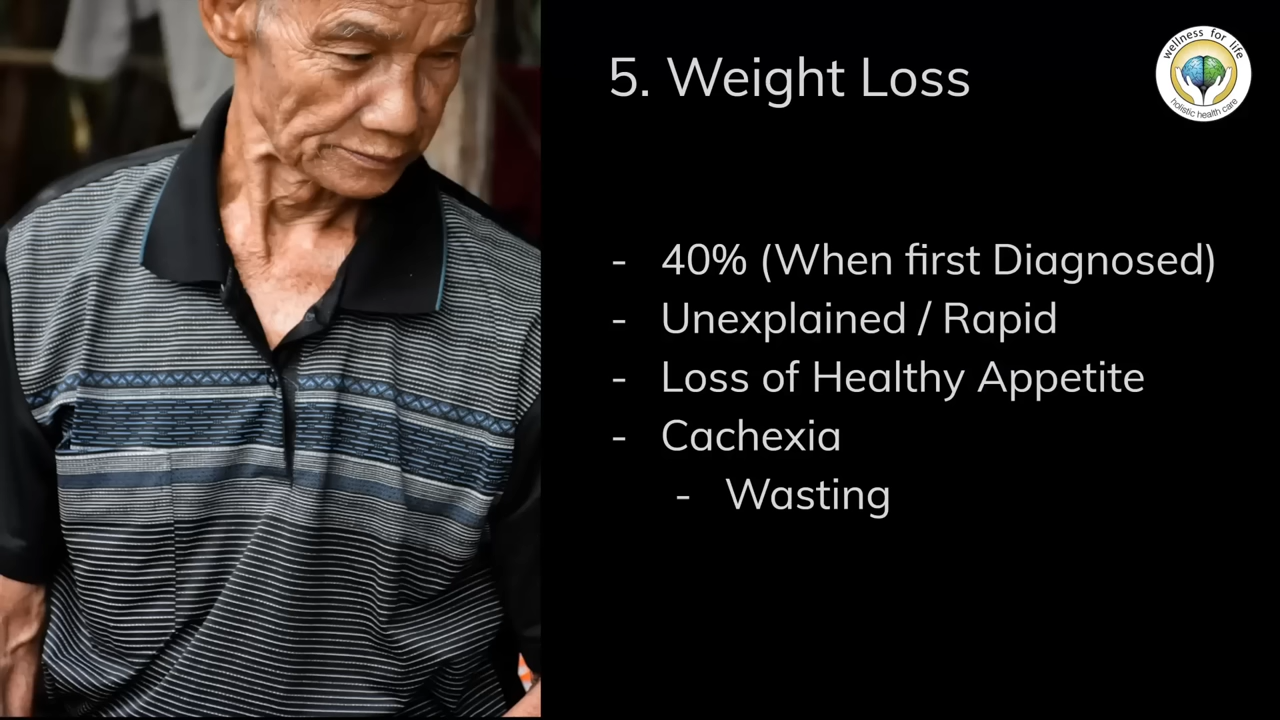 5. Weight Loss
wellness for life
holistic health care
- 40% (When first Diagnosed)
- Unexplained / Rapid
- Loss of Healthy Appetite
- Cachexia
- Wasting